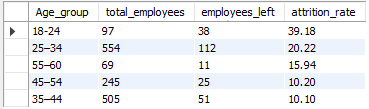 Age_group total_employees employees_left attrition_rate
18-24 97 38 39.18
25–34 554 112 20.22
55–60 69 11 15.94
45–54 245 25 10.20
35–44 505 51 10.10